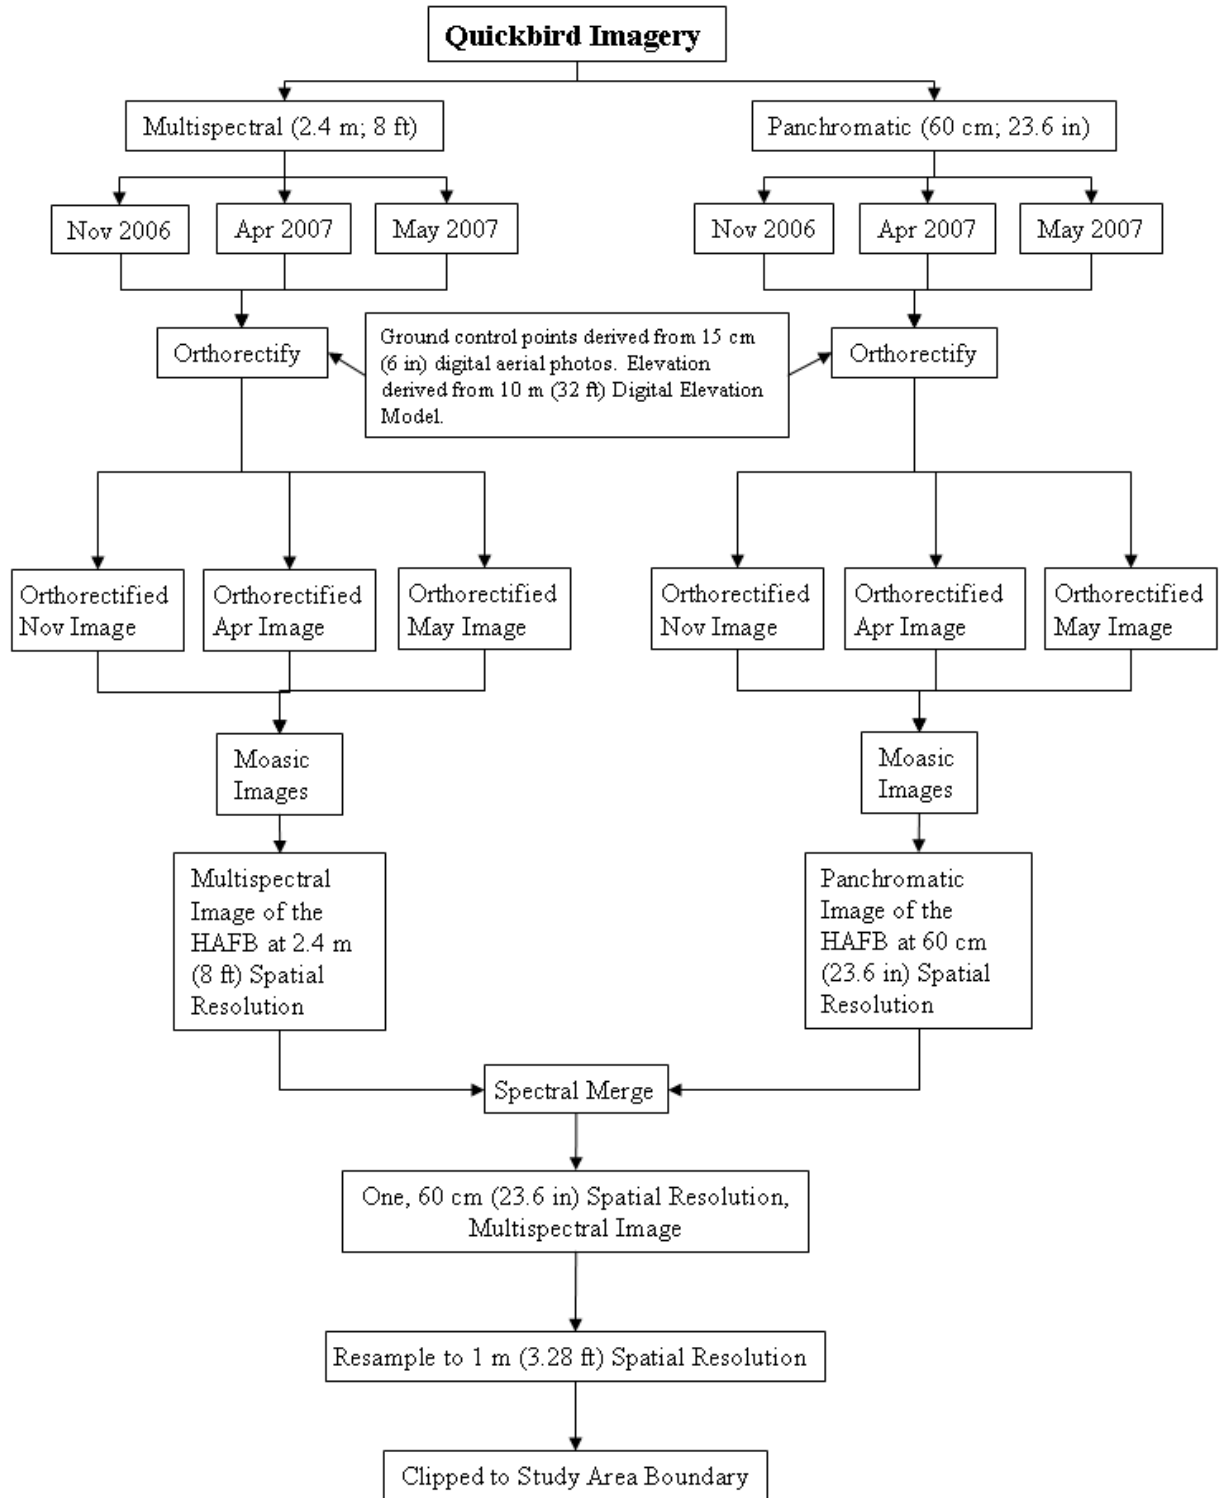 Quickbird Imagery
Multispectral (2.4 m; 8 ft)
Panchromatic (60 cm; 23.6 in)
Nov 2006
Apr 2007
May 2007
Nov 2006
Apr 2007
May 2007
Orthorectify
Ground control points derived from 15 cm
(6 in) digital aerial photos. Elevation
derived from 10 m (32 ft) Digital Elevation
Model.
Orthorectify
Orthorectified
Nov Image
Orthorectified
Apr Image
Orthorectified
May Image
Orthorectified
Nov Image
Orthorectified
Apr Image
Orthorectified
May Image
Moasic
Images
Moasic
Images
Multispectral
Image of the
HAFB at 2.4 m
(8 ft) Spatial
Resolution
Panchromatic
Image of the
HAFB at 60 cm
(23.6 in) Spatial
Resolution
Spectral Merge
One, 60 cm (23.6 in) Spatial Resolution,
Multispectral Image
Resample to 1 m (3.28 ft) Spatial Resolution
Clipped to Study Area Boundary